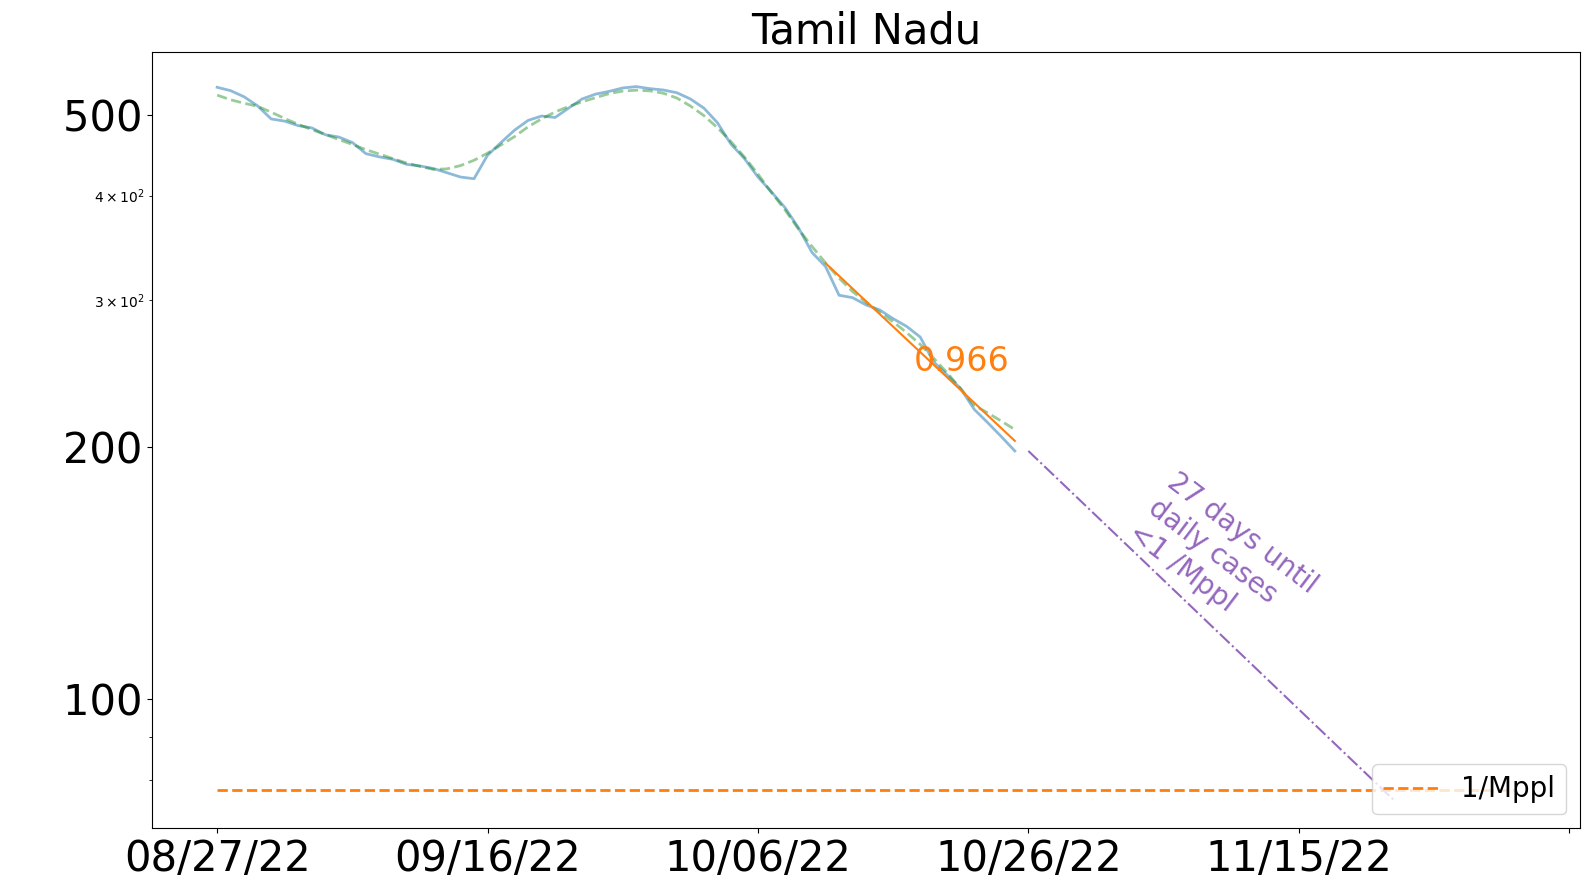 Tamil Nadu
500
4 × 10²
3 × 10²
200
100
0.966
27 days until
daily cases
<1 /Mppl
1/Mppl
08/27/22
09/16/22
10/06/22
10/26/22
11/15/22